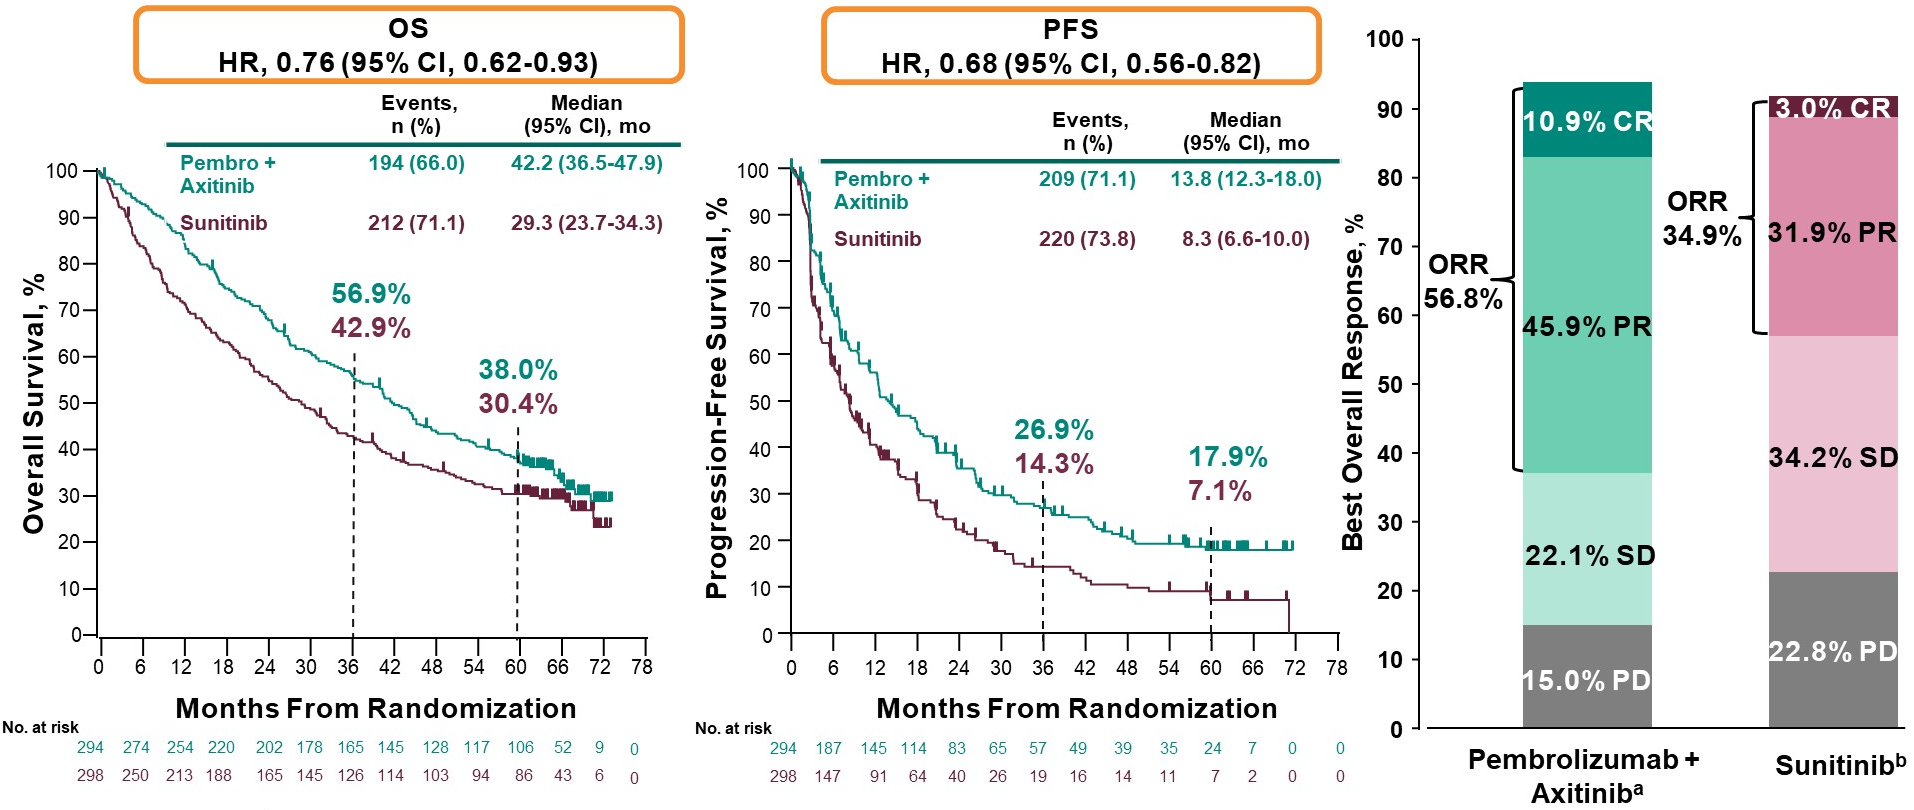 OS
HR, 0.76 (95% CI, 0.62-0.93)
Events, n (%)
Median (95% CI), mo
Pembro + Axitinib
194 (66.0)
42.2 (36.5-47.9)
Sunitinib
212 (71.1)
29.3 (23.7-34.3)
Overall Survival, %
100
90
80
70
60
50
40
30
20
10
0
56.9%
42.9%
38.0%
30.4%
0 6 12 18 24 30 36 42 48 54 60 66 72 78
Months From Randomization
No. at risk
294 274 254 220 202 178 165 145 128 117 106 52 9 0
298 250 213 188 165 145 126 114 103 94 86 43 6 0
PFS
HR, 0.68 (95% CI, 0.56-0.82)
Events, n (%)
Median (95% CI), mo
Pembro + Axitinib
209 (71.1)
13.8 (12.3-18.0)
Sunitinib
220 (73.8)
8.3 (6.6-10.0)
Progression-Free Survival, %
100
90
80
70
60
50
40
30
20
10
0
26.9%
14.3%
17.9%
7.1%
0 6 12 18 24 30 36 42 48 54 60 66 72 78
Months From Randomization
No. at risk
294 187 145 114 83 65 57 49 39 35 24 7 0 0
298 147 91 64 40 26 19 16 14 11 7 2 0 0
Best Overall Response, %
100
90
80
70
60
50
40
30
20
10
0
ORR
56.8%
10.9% CR
45.9% PR
22.1% SD
15.0% PD
ORR
34.9%
3.0% CR
31.9% PR
34.2% SD
22.8% PD
Pembrolizumab +
Axitinibᵃ
Sunitinibᵇ